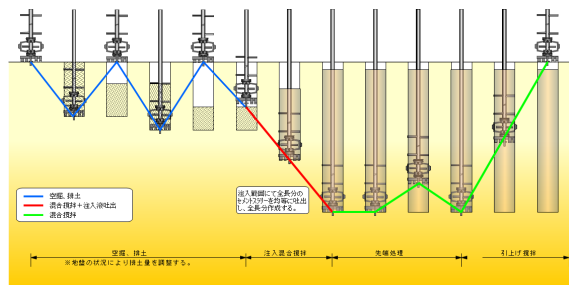 注入範囲にて全長分の
セメントスラリーを均等に吐出
し、全長分作成する。
空掘、排土
混合撹拌＋注入液吐出
混合撹拌
空掘、排土
注入混合撹拌
先端処理
引上げ撹拌
※地盤の状況により排土量を調整する。